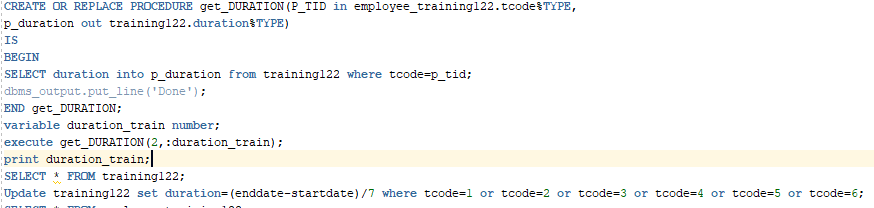 CREATE OR REPLACE PROCEDURE get_DURATION(P_TID in employee_training122.tcode%TYPE,
p_duration out training122.duration%TYPE)
IS
BEGIN
SELECT duration into p_duration from training122 where tcode=p_tid;
dbms_output.put_line('Done');
END get_DURATION;
variable duration_train number;
execute get_DURATION(2,:duration_train);
print duration_train;
SELECT * FROM training122;
Update training122 set duration=(enddate-startdate)/7 where tcode=1 or tcode=2 or tcode=3 or tcode=4 or tcode=5 or tcode=6;